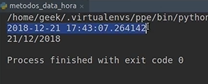 metodos_data_hora
/home/geek/.virtualenvs/ppe/bin/python
2018-12-21 17:43:07.264142
21/12/2018
Process finished with exit code 0